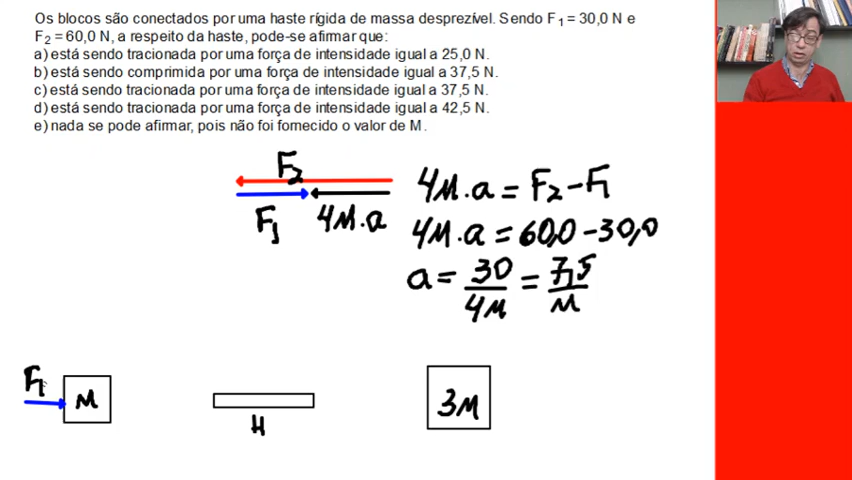 Os blocos são conectados por uma haste rígida de massa desprezível. Sendo F1 = 30,0 N e
F2 = 60,0 N, a respeito da haste, pode-se afirmar que:
a) está sendo tracionada por uma força de intensidade igual a 25,0 N.
b) está sendo comprimida por uma força de intensidade igual a 37,5 N.
c) está sendo tracionada por uma força de intensidade igual a 37,5 N.
d) está sendo tracionada por uma força de intensidade igual a 42,5 N.
e) nada se pode afirmar, pois não foi fornecido o valor de M.
F2
F1 4M.a
4M.a = F2 - F1
4M.a = 60,0 - 30,0
a = 30/4M = 7,5/M
F1 M H 3M